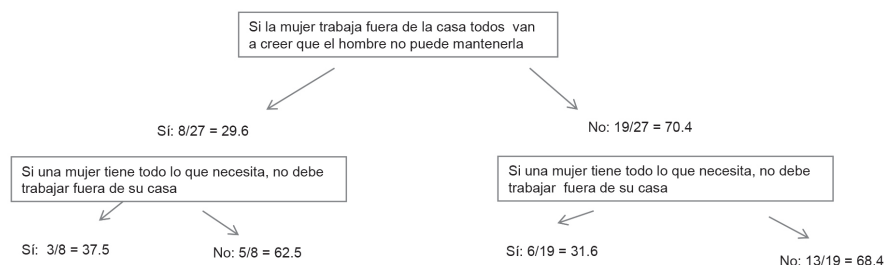 Si la mujer trabaja fuera de la casa todos van
a creer que el hombre no puede mantenerla
Sí: 8/27 = 29.6
No: 19/27 = 70.4
Si una mujer tiene todo lo que necesita, no debe
trabajar fuera de su casa
Si una mujer tiene todo lo que necesita, no debe
trabajar fuera de su casa
Sí: 3/8 = 37.5
No: 5/8 = 62.5
Sí: 6/19 = 31.6
No: 13/19 = 68.4